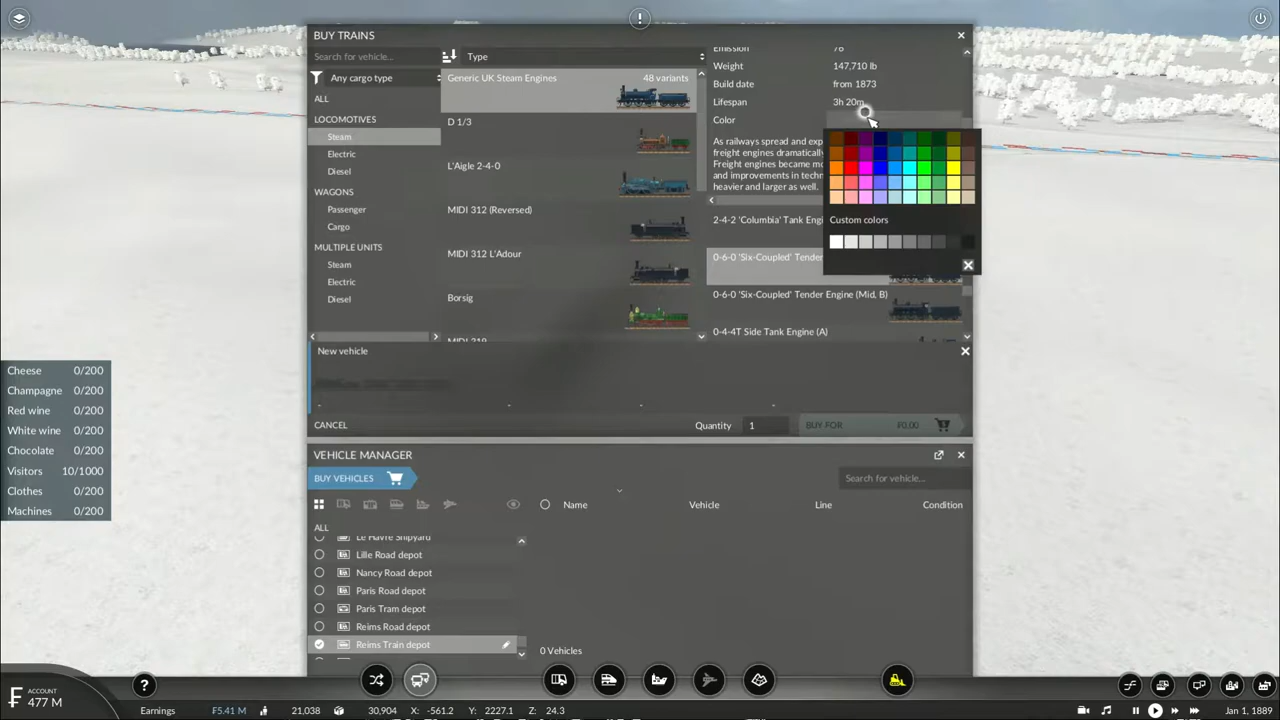 BUY TRAINS
Search for vehicle...
Type
Any cargo type
ALL
LOCOMOTIVES
Steam
Electric
Diesel
WAGONS
Passenger
Cargo
MULTIPLE UNITS
Steam
Electric
Diesel
Generic UK Steam Engines 48 variants
D 1/3
L'Aigle 2-4-0
MIDI 312 (Reversed)
MIDI 312 L'Adour
Borsig
MIDI 319
Emission 76
Weight 147,710 lb
Build date from 1873
Lifespan 3h 20m
Color
As railways spread and exp
freight engines dramatically
Freight engines became mo
and improvements in techn
heavier and larger as well.
Custom colors
2-4-2 'Columbia' Tank Engi
0-6-0 'Six-Coupled' Tender
0-6-0 'Six-Coupled' Tender Engine (Mid, B)
0-4-4T Side Tank Engine (A)
New vehicle
CANCEL
Quantity 1
BUY FOR ₣0.00
Cheese 0/200
Champagne 0/200
Red wine 0/200
White wine 0/200
Chocolate 0/200
Visitors 10/1000
Clothes 0/200
Machines 0/200
VEHICLE MANAGER
BUY VEHICLES
Search for vehicle...
Name Vehicle Line Condition
ALL
Le Havre Shipyard
Lille Road depot
Nancy Road depot
Paris Road depot
Paris Tram depot
Reims Road depot
Reims Train depot
0 Vehicles
₣ ACCOUNT
477 M
?
Earnings ₣5.41 M 21,038 30,904 X: -561.2 Y: 2227.1 Z: 24.3
Jan 1, 1889